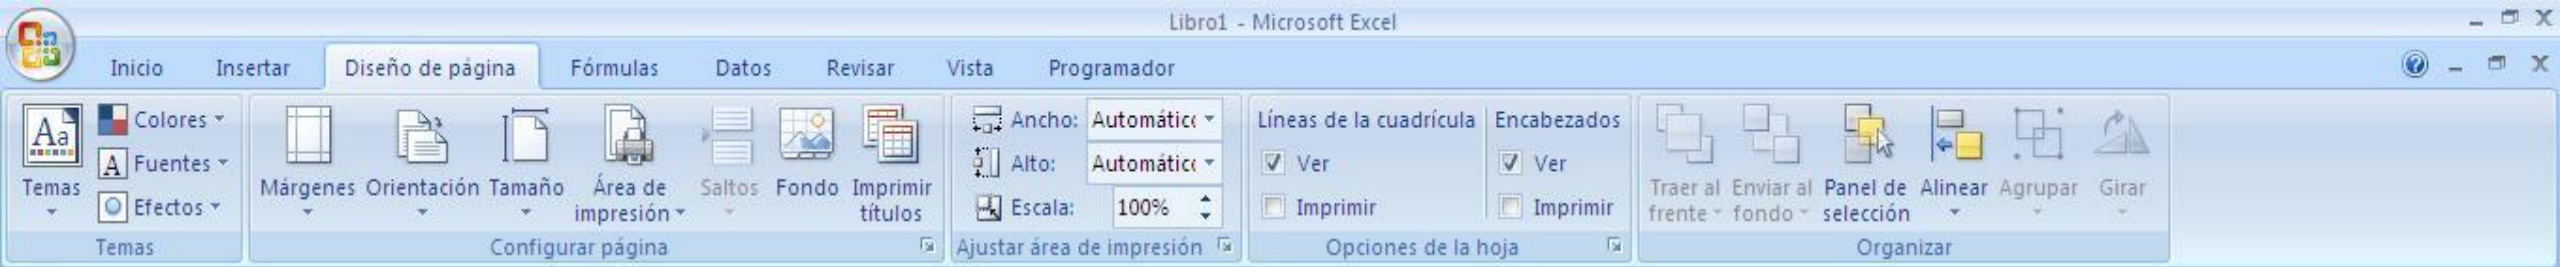 Libro1 - Microsoft Excel
Inicio Insertar Diseño de página Fórmulas Datos Revisar Vista Programador
Aa Temas
Colores
A Fuentes
Efectos
Temas
Márgenes Orientación Tamaño Área de impresión Saltos Fondo Imprimir títulos
Configurar página
Ancho: Automátic
Alto: Automátic
Escala: 100%
Ajustar área de impresión
Líneas de la cuadrícula
Ver
Imprimir
Encabezados
Ver
Imprimir
Opciones de la hoja
Traer al frente Enviar al fondo Panel de selección Alinear Agrupar Girar
Organizar